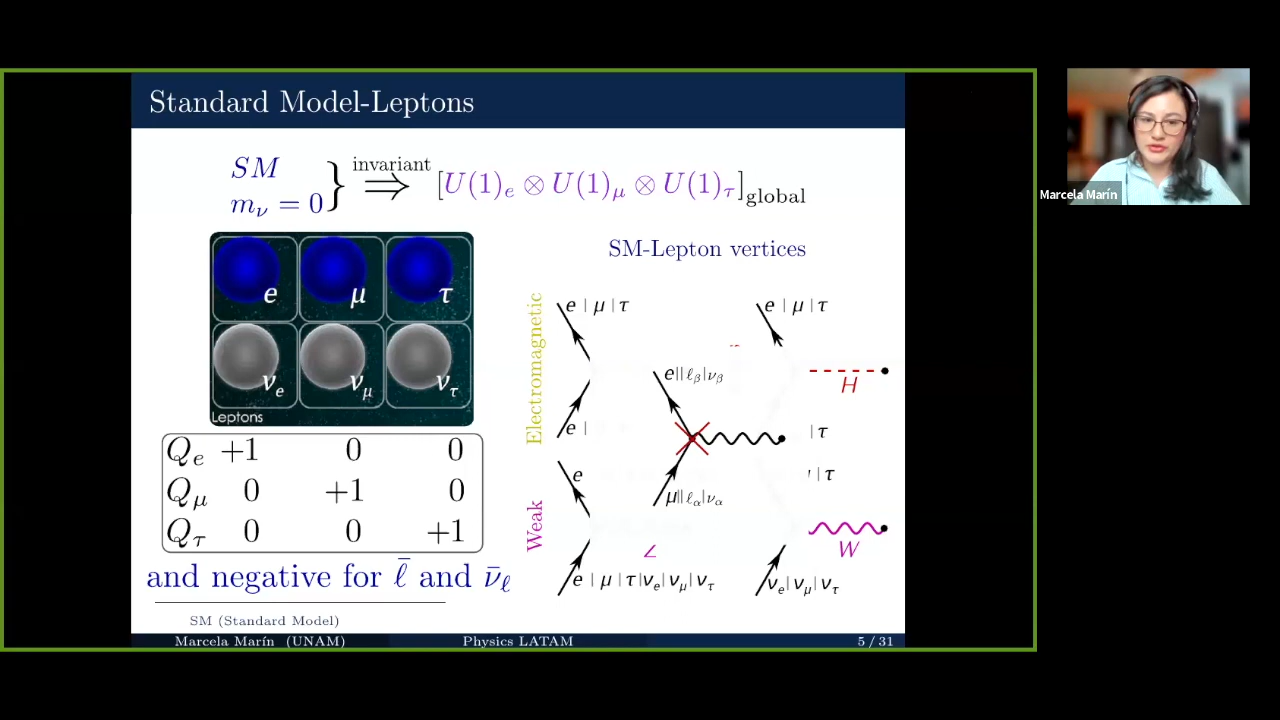 Standard Model-Leptons
SM
m_ν = 0 } invariant ⟹ [U(1)_e ⊗ U(1)_μ ⊗ U(1)_τ]_global
SM-Lepton vertices
e μ τ
ν_e ν_μ ν_τ
Leptons
Q_e +1 0 0
Q_μ 0 +1 0
Q_τ 0 0 +1
and negative for ℓ̄ and ν̄_ℓ
Electromagnetic
e | μ | τ
e |
e | μ | τ
H
| τ
e||ℓ_β|ν_β
μ||ℓ_α|ν_α
Weak
e
e | μ | τ|ν_e|ν_μ|ν_τ
| τ
W
ν_e|ν_μ|ν_τ
SM (Standard Model)
Marcela Marín (UNAM) Physics LATAM 5 / 31
Marcela Marín